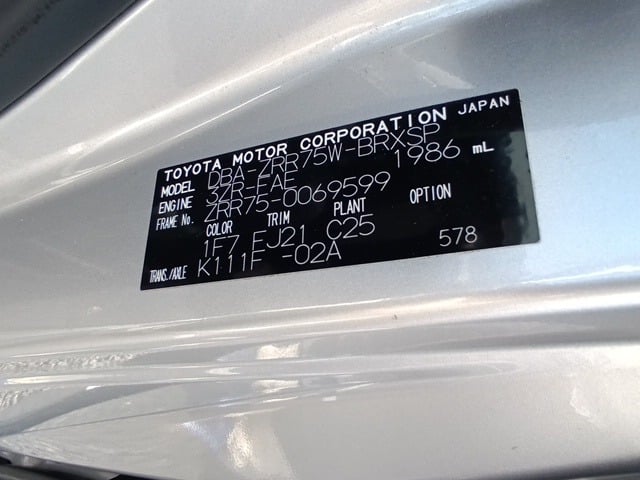 TOYOTA MOTOR CORPORATION JAPAN
MODEL DBA-ZRR75W-BRXSP
ENGINE 3ZR-FAE 1986 mL
FRAME No. ZRR75-0069599
COLOR TRIM PLANT OPTION
1F7 FJ21 C25
TRANS./AXLE K111F -02A 578